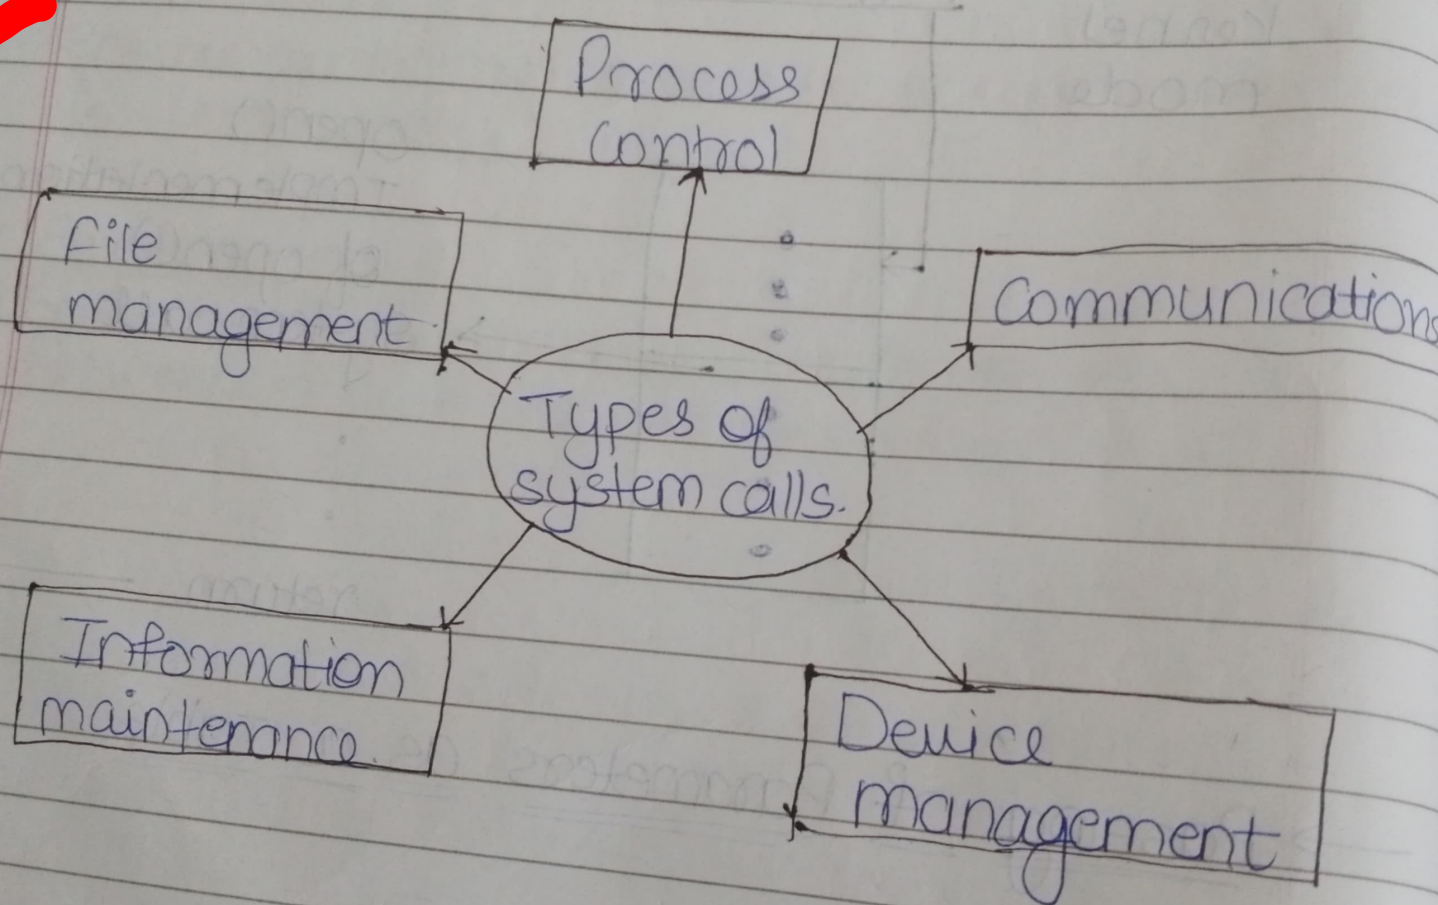 Process
control
File
management
Communications
Types of
system calls.
Information
maintenance.
Device
management